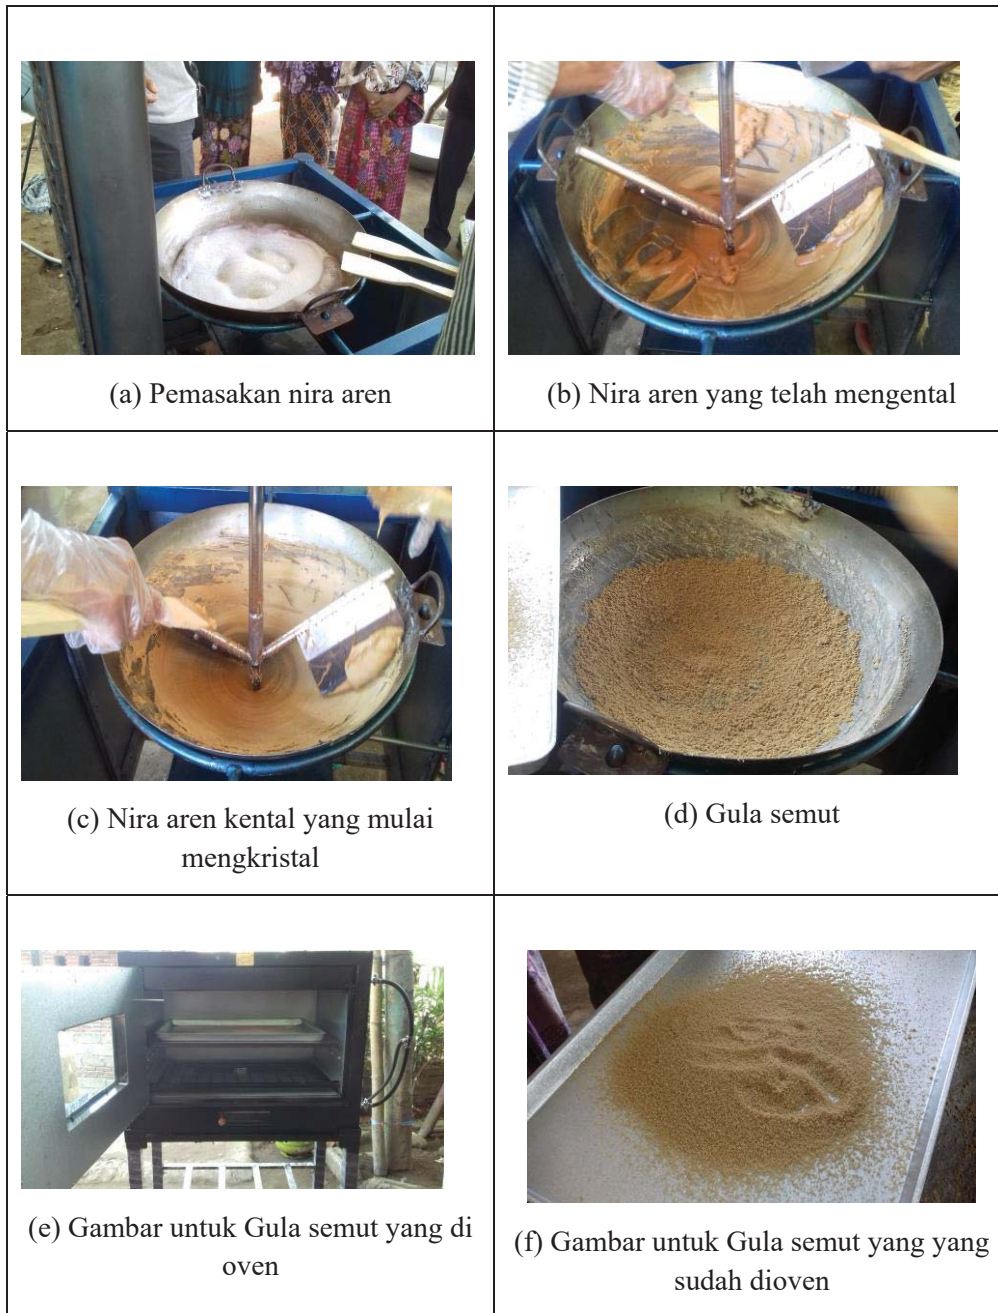 (a) Pemasakan nira aren
(b) Nira aren yang telah mengental
(c) Nira aren kental yang mulai
mengkristal
(d) Gula semut
(e) Gambar untuk Gula semut yang di
oven
(f) Gambar untuk Gula semut yang yang
sudah dioven